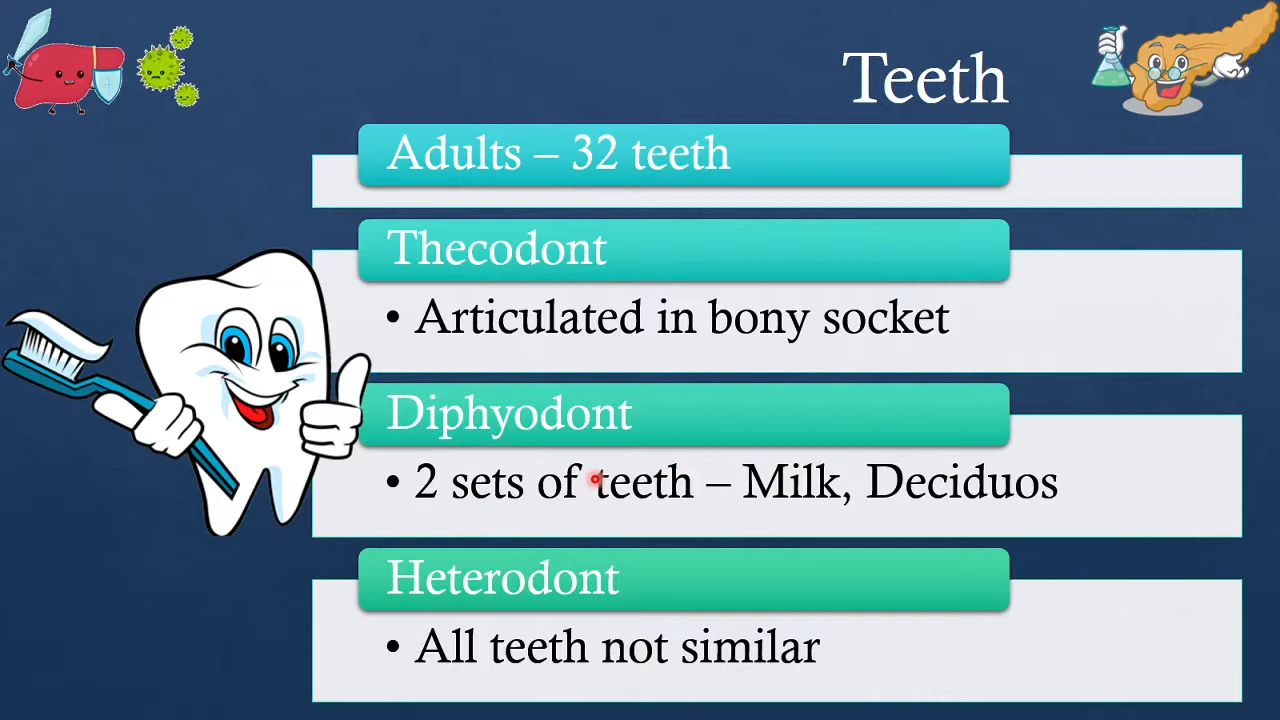 Teeth
Adults – 32 teeth
Thecodont
• Articulated in bony socket
Diphyodont
• 2 sets of teeth – Milk, Deciduos
Heterodont
• All teeth not similar